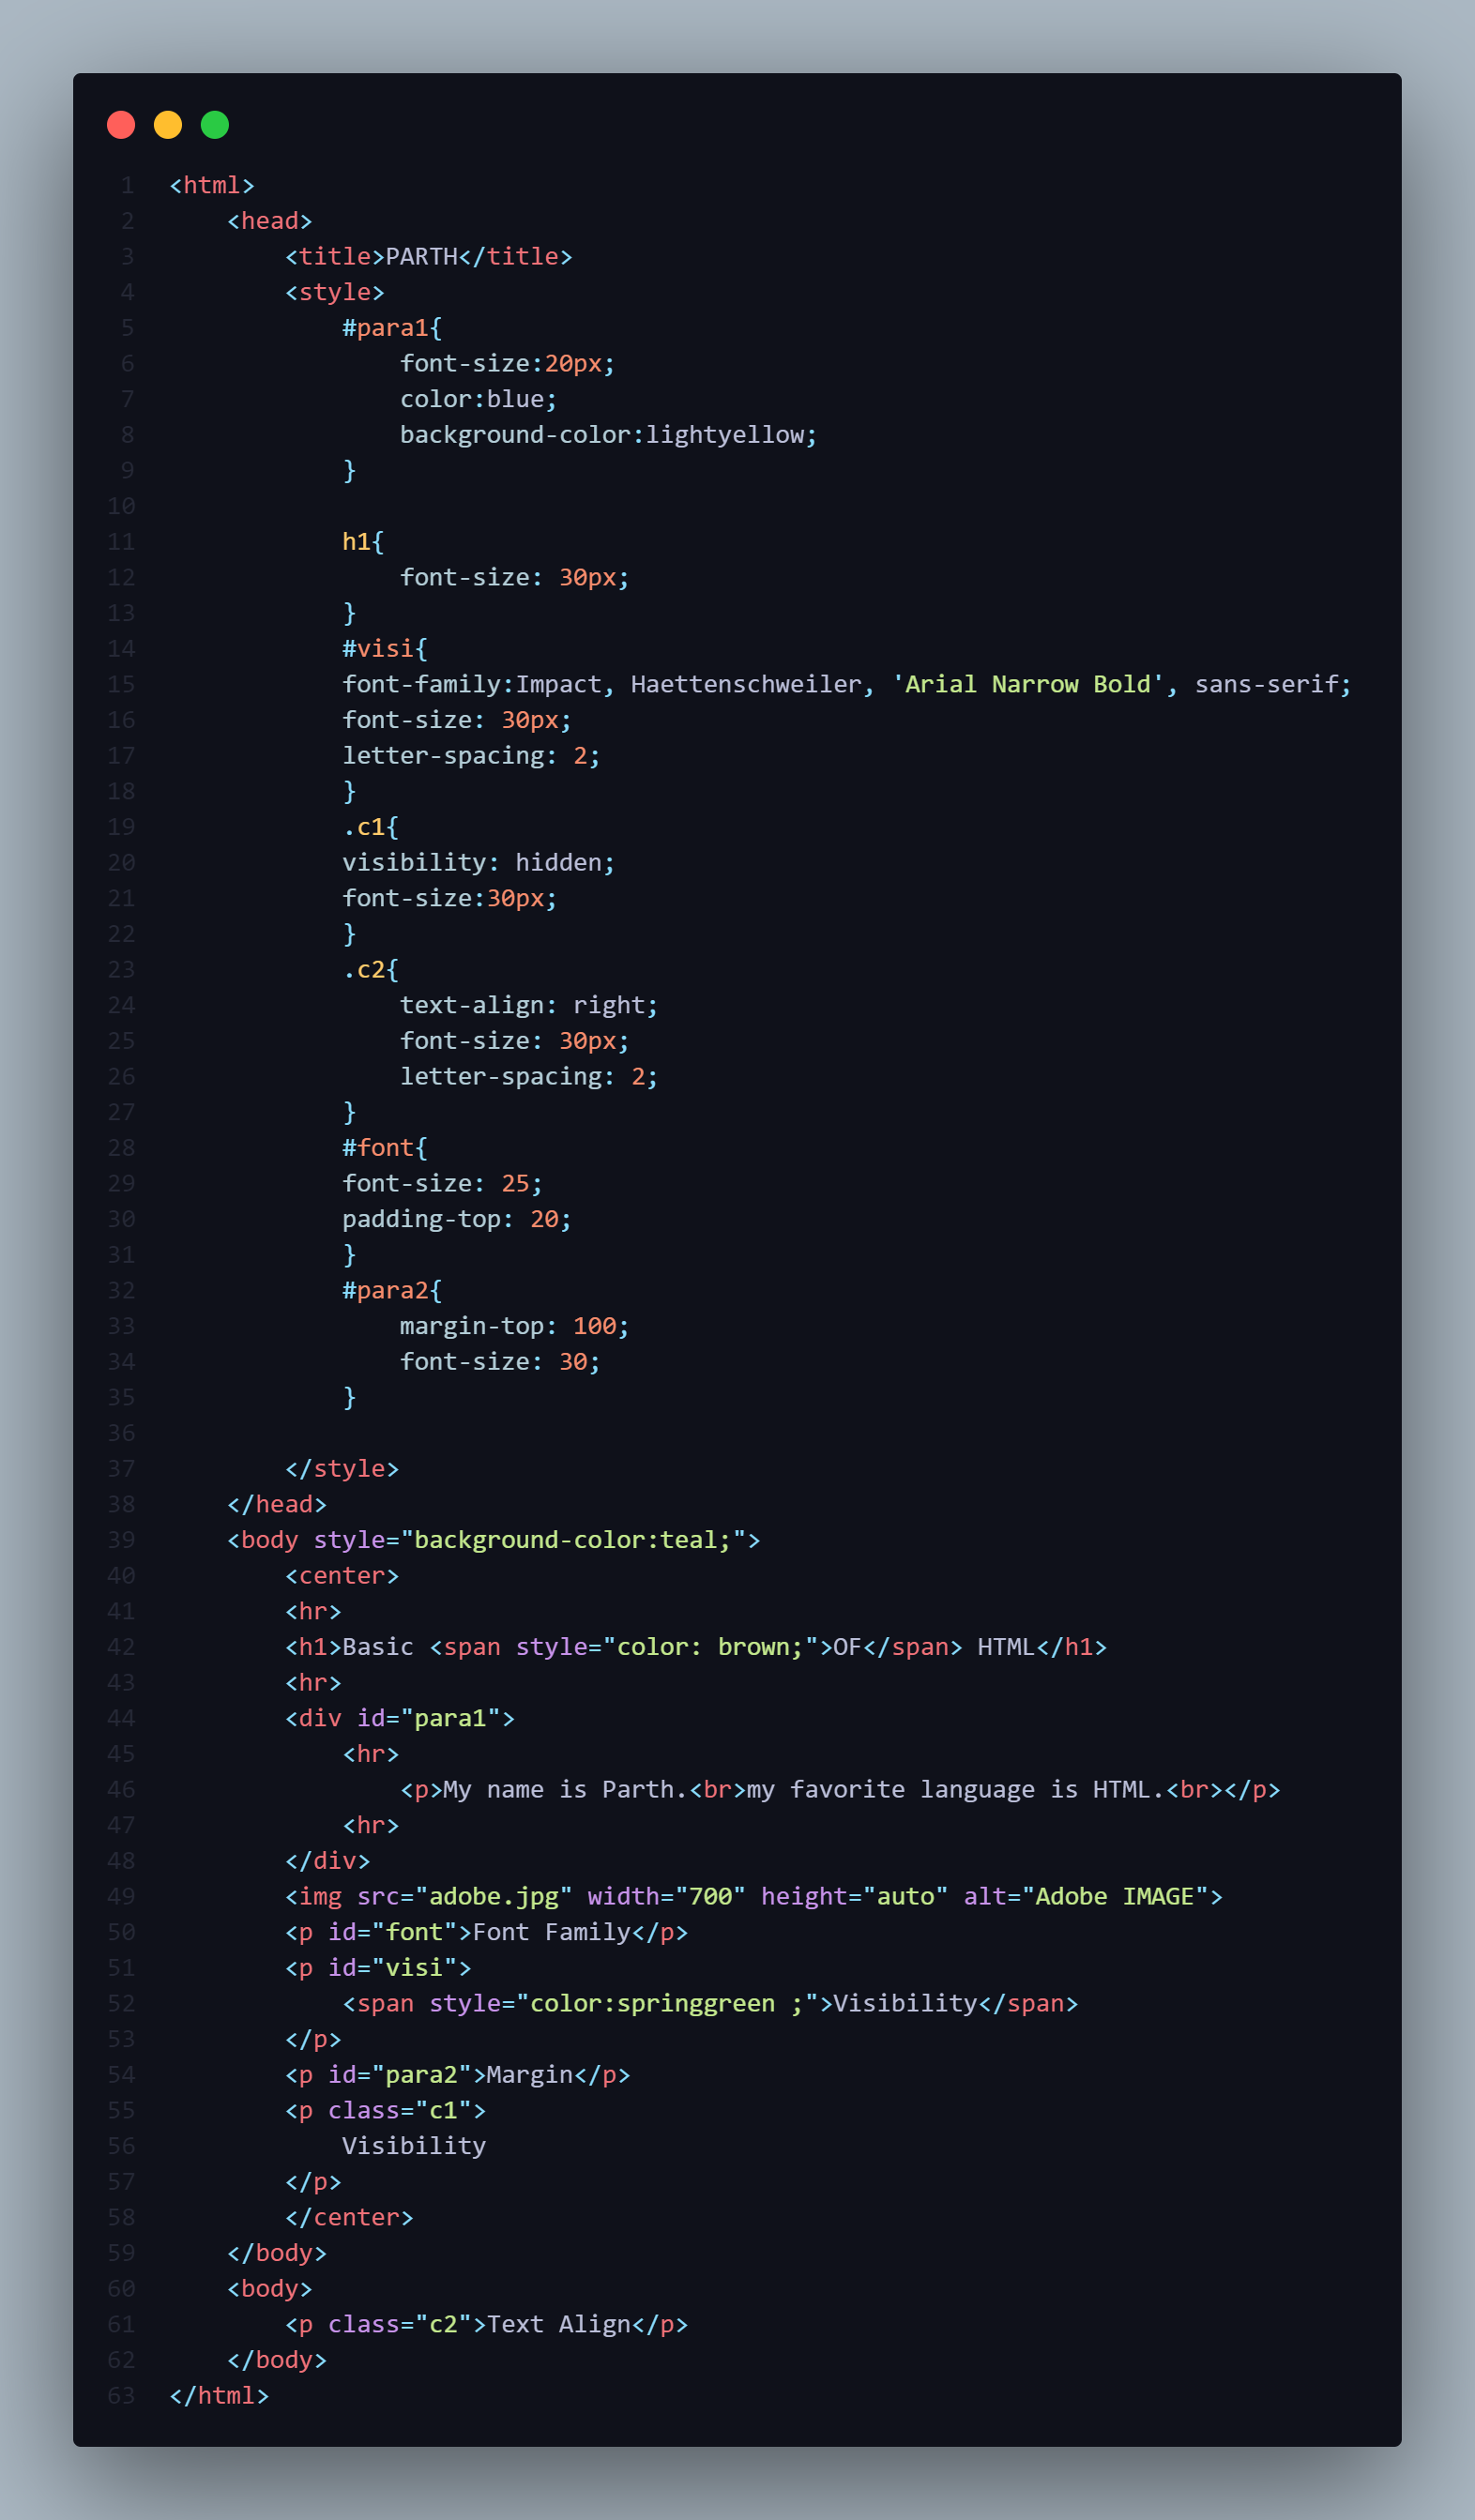 1 <html>
2     <head>
3         <title>PARTH</title>
4         <style>
5             #para1{
6                 font-size:20px;
7                 color:blue;
8                 background-color:lightyellow;
9             }
10
11             h1{
12                 font-size: 30px;
13             }
14             #visi{
15             font-family:Impact, Haettenschweiler, 'Arial Narrow Bold', sans-serif;
16             font-size: 30px;
17             letter-spacing: 2;
18             }
19             .c1{
20             visibility: hidden;
21             font-size:30px;
22             }
23             .c2{
24                 text-align: right;
25                 font-size: 30px;
26                 letter-spacing: 2;
27             }
28             #font{
29             font-size: 25;
30             padding-top: 20;
31             }
32             #para2{
33                 margin-top: 100;
34                 font-size: 30;
35             }
36
37         </style>
38     </head>
39     <body style="background-color:teal;">
40         <center>
41         <hr>
42         <h1>Basic <span style="color: brown;">OF</span> HTML</h1>
43         <hr>
44         <div id="para1">
45             <hr>
46                 <p>My name is Parth.<br>my favorite language is HTML.<br></p>
47             <hr>
48         </div>
49         <img src="adobe.jpg" width="700" height="auto" alt="Adobe IMAGE">
50         <p id="font">Font Family</p>
51         <p id="visi">
52             <span style="color:springgreen ;">Visibility</span>
53         </p>
54         <p id="para2">Margin</p>
55         <p class="c1">
56             Visibility
57         </p>
58         </center>
59     </body>
60     <body>
61         <p class="c2">Text Align</p>
62     </body>
63 </html>